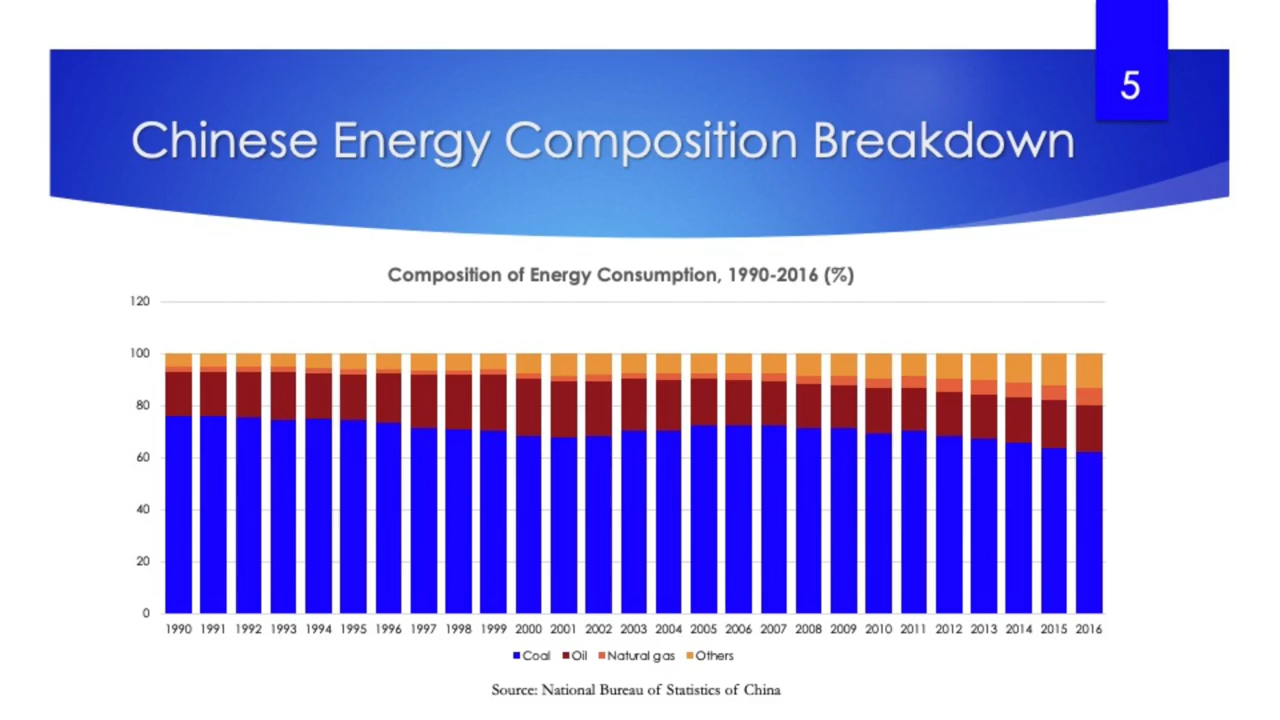 5
Chinese Energy Composition Breakdown
Composition of Energy Consumption, 1990-2016 (%)
120
100
80
60
40
20
0
1990 1991 1992 1993 1994 1995 1996 1997 1998 1999 2000 2001 2002 2003 2004 2005 2006 2007 2008 2009 2010 2011 2012 2013 2014 2015 2016
Coal Oil Natural gas Others
Source: National Bureau of Statistics of China